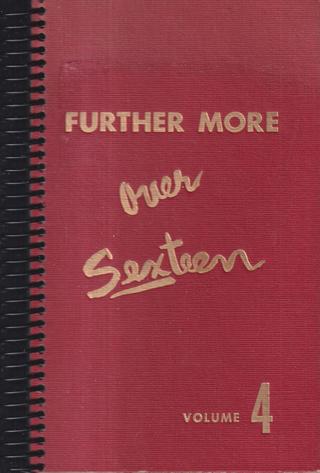 FURTHER MORE
over
Sexteen
VOLUME 4